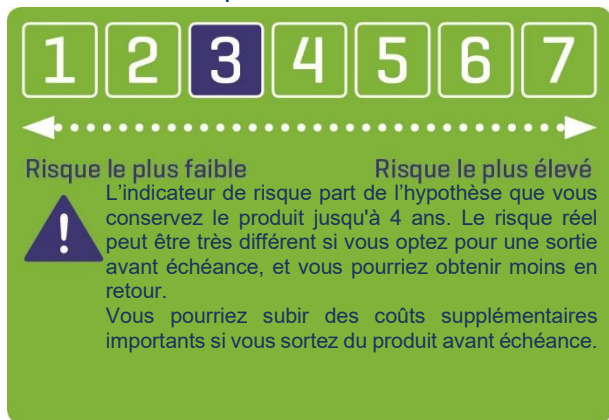 1 2 3 4 5 6 7
Risque le plus faible Risque le plus élevé
L'indicateur de risque part de l'hypothèse que vous
conservez le produit jusqu'à 4 ans. Le risque réel
peut être très différent si vous optez pour une sortie
avant échéance, et vous pourriez obtenir moins en
retour.
Vous pourriez subir des coûts supplémentaires
importants si vous sortez du produit avant échéance.